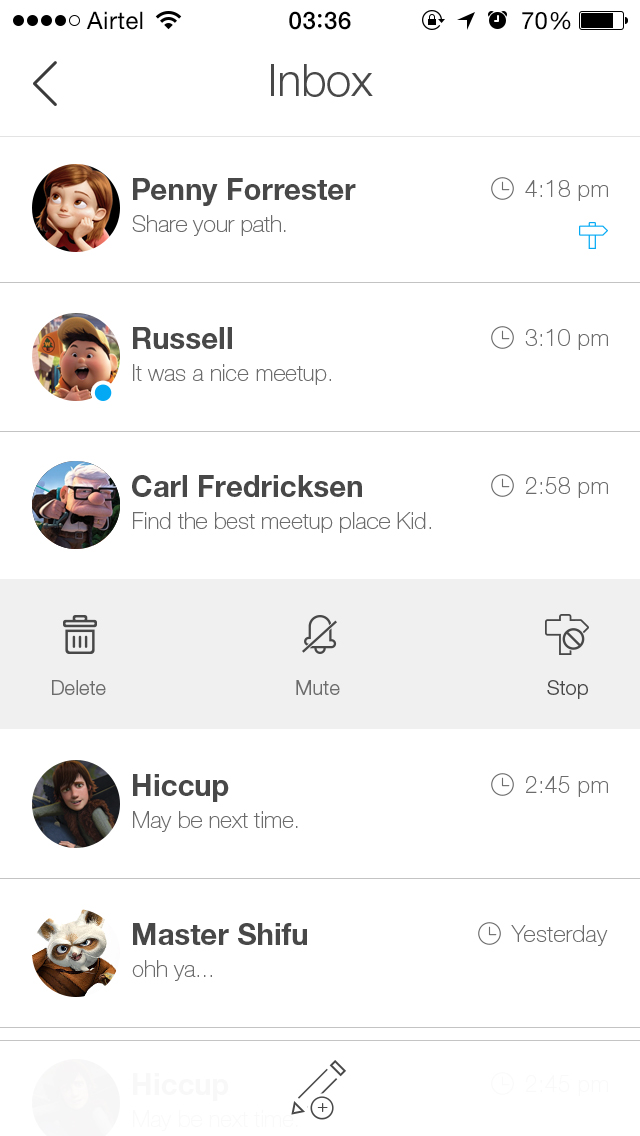 Airtel 03:36 70%
Inbox
Penny Forrester 4:18 pm
Share your path.
Russell 3:10 pm
It was a nice meetup.
Carl Fredricksen 2:58 pm
Find the best meetup place Kid.
Delete Mute Stop
Hiccup 2:45 pm
May be next time.
Master Shifu Yesterday
ohh ya...
Hiccup 2:45 pm
May be next time